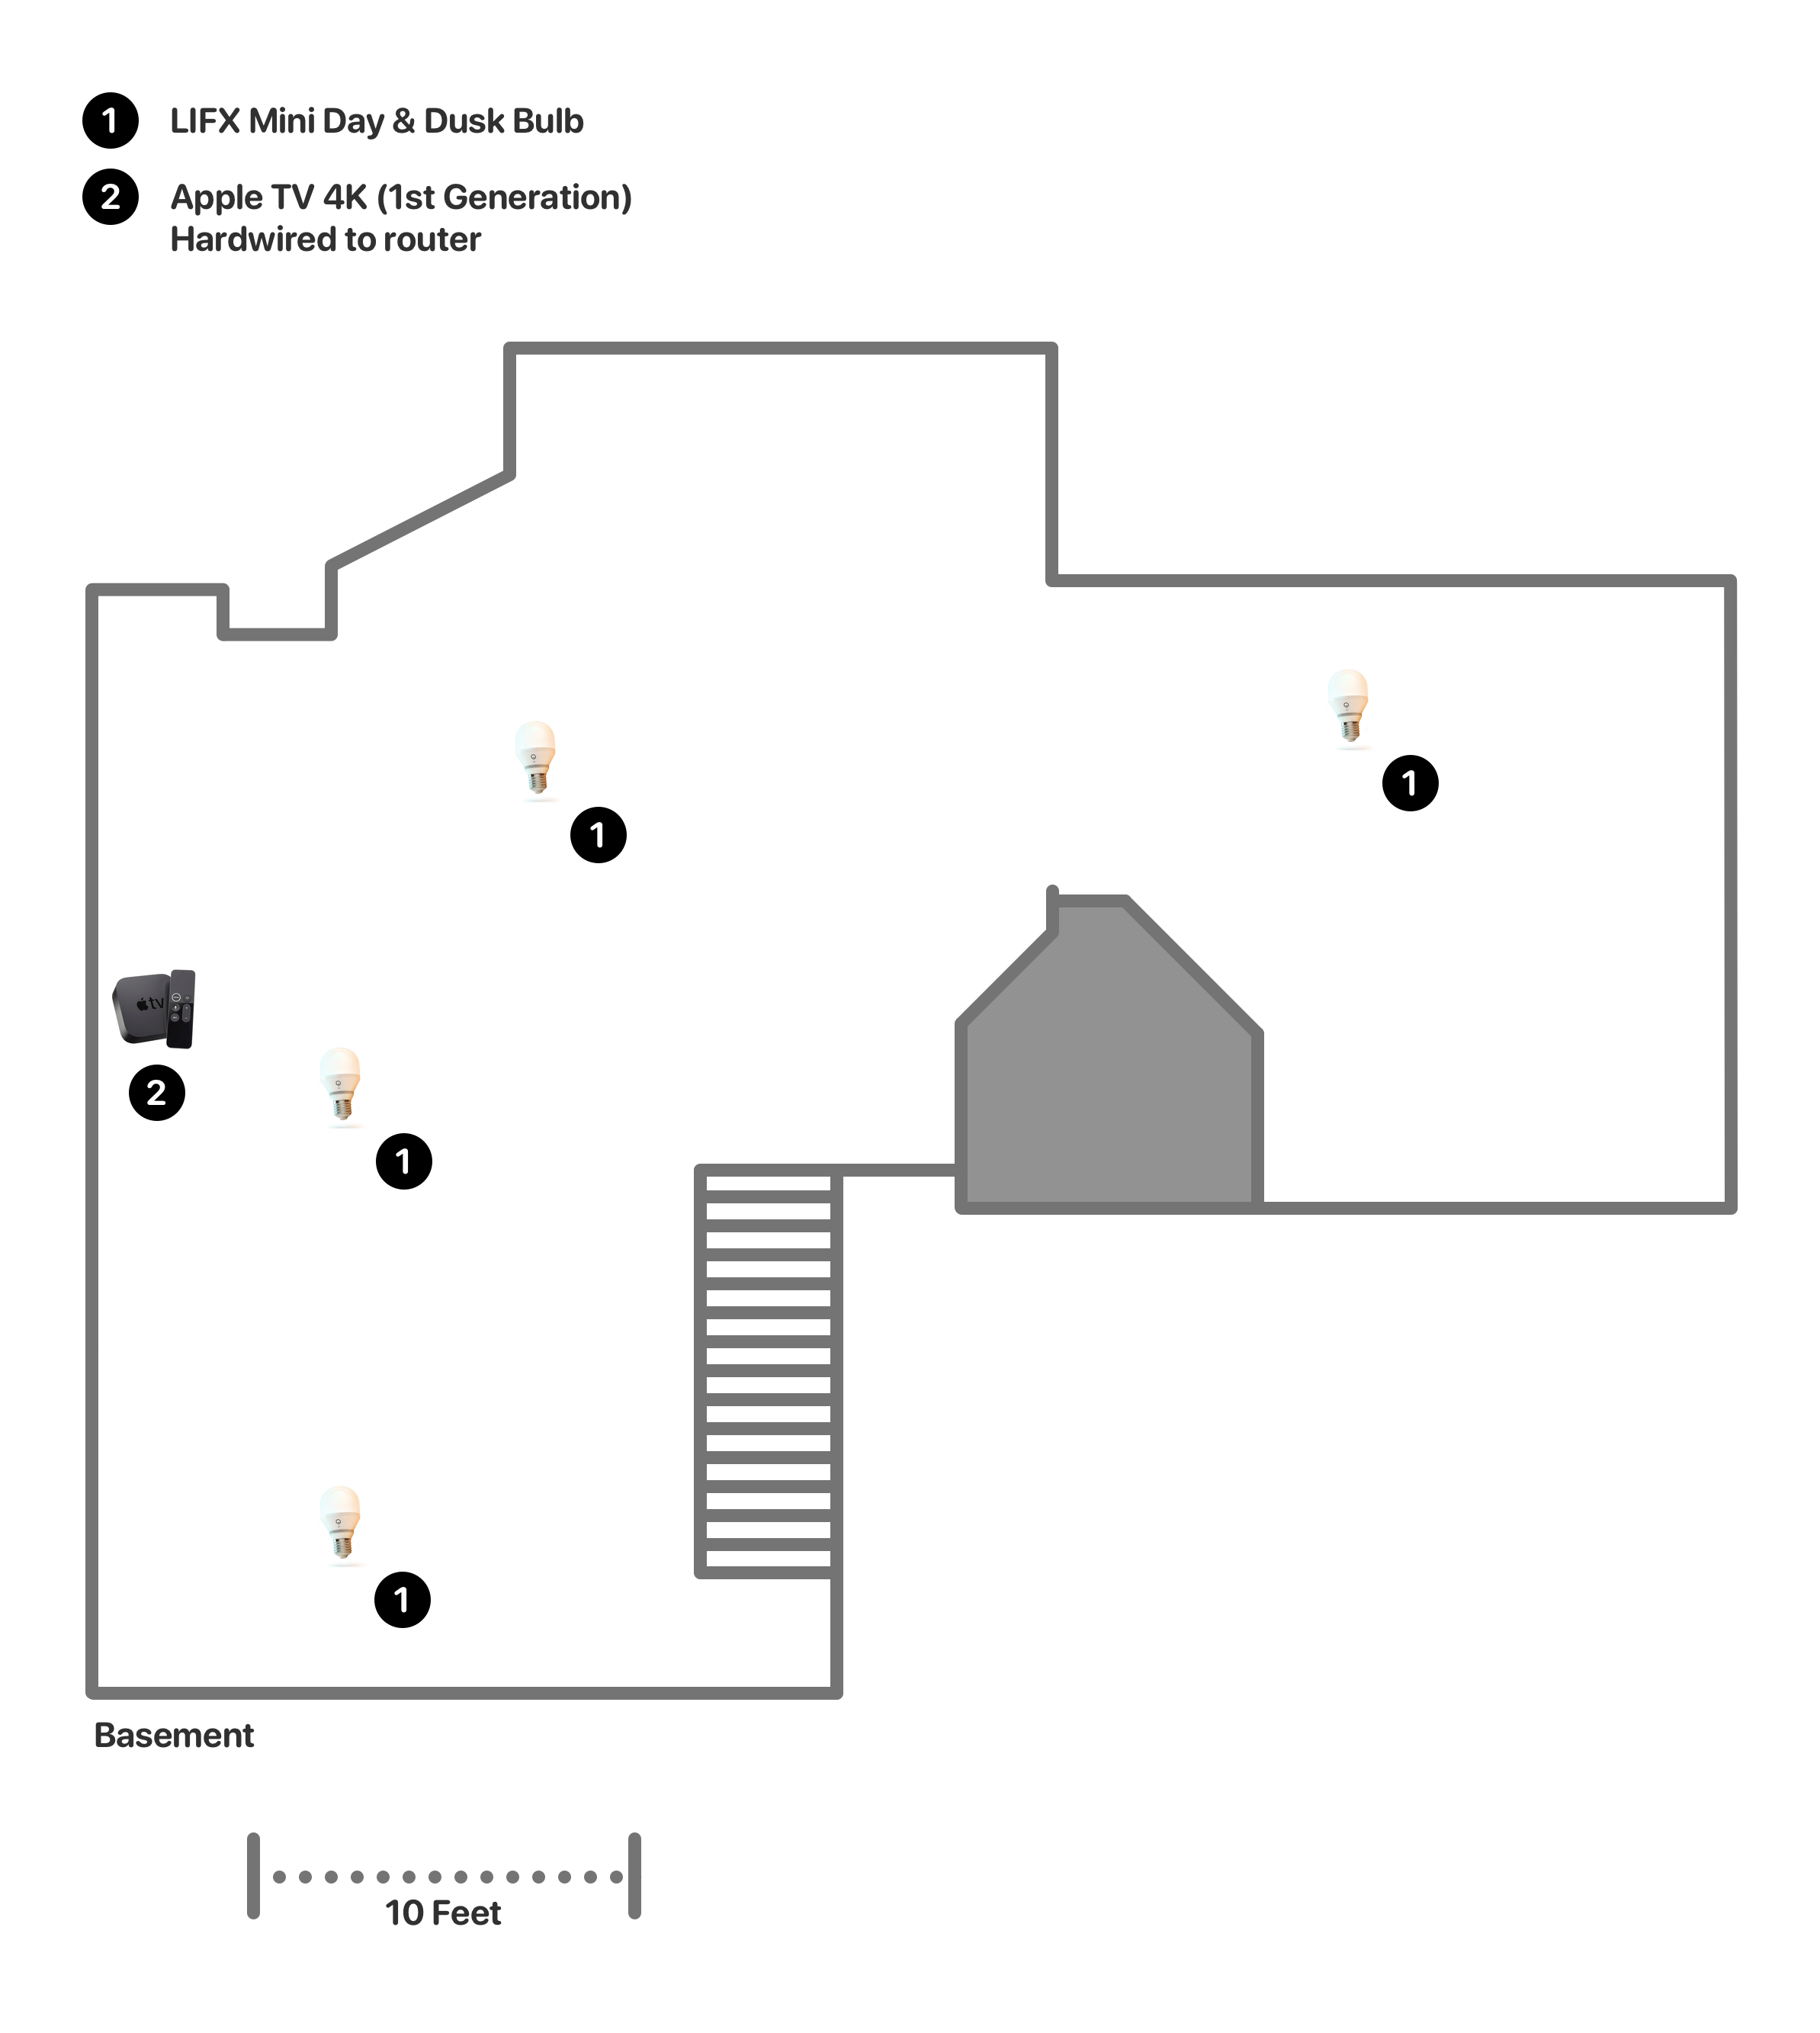 1 LIFX Mini Day & Dusk Bulb
2 Apple TV 4K (1st Generation)
Hardwired to router
1
1
tv
2
1
1
Basement
10 Feet